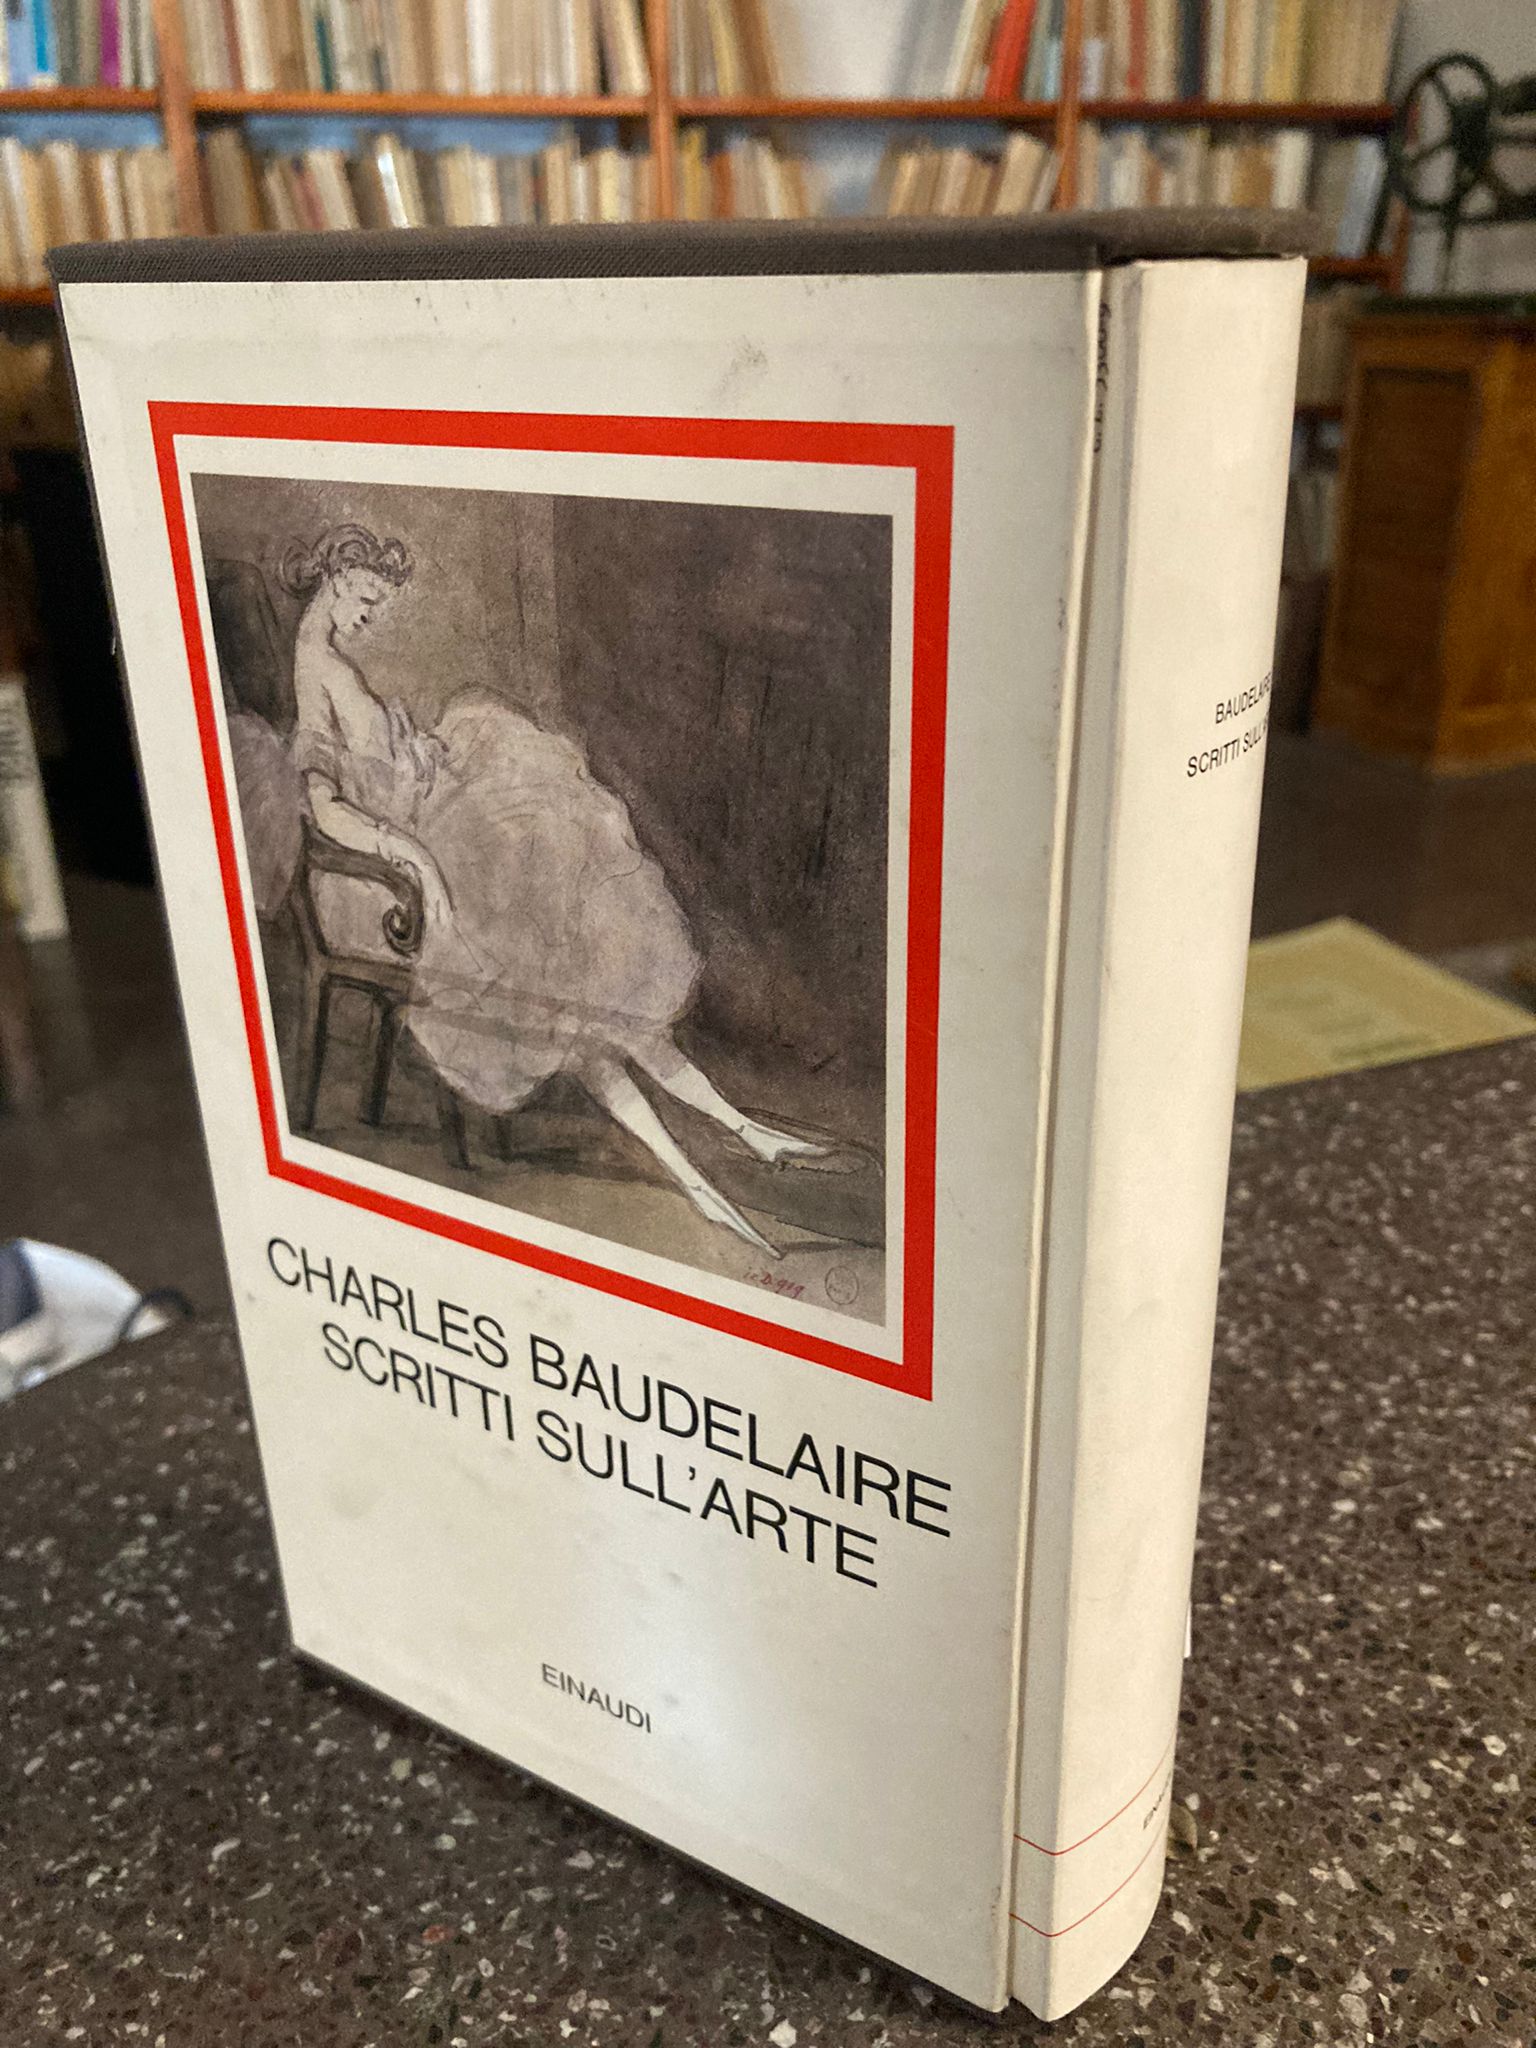 CHARLES BAUDELAIRE
SCRITTI SULL'ARTE
EINAUDI
BAUDELAIRE
SCRITTI SULL'